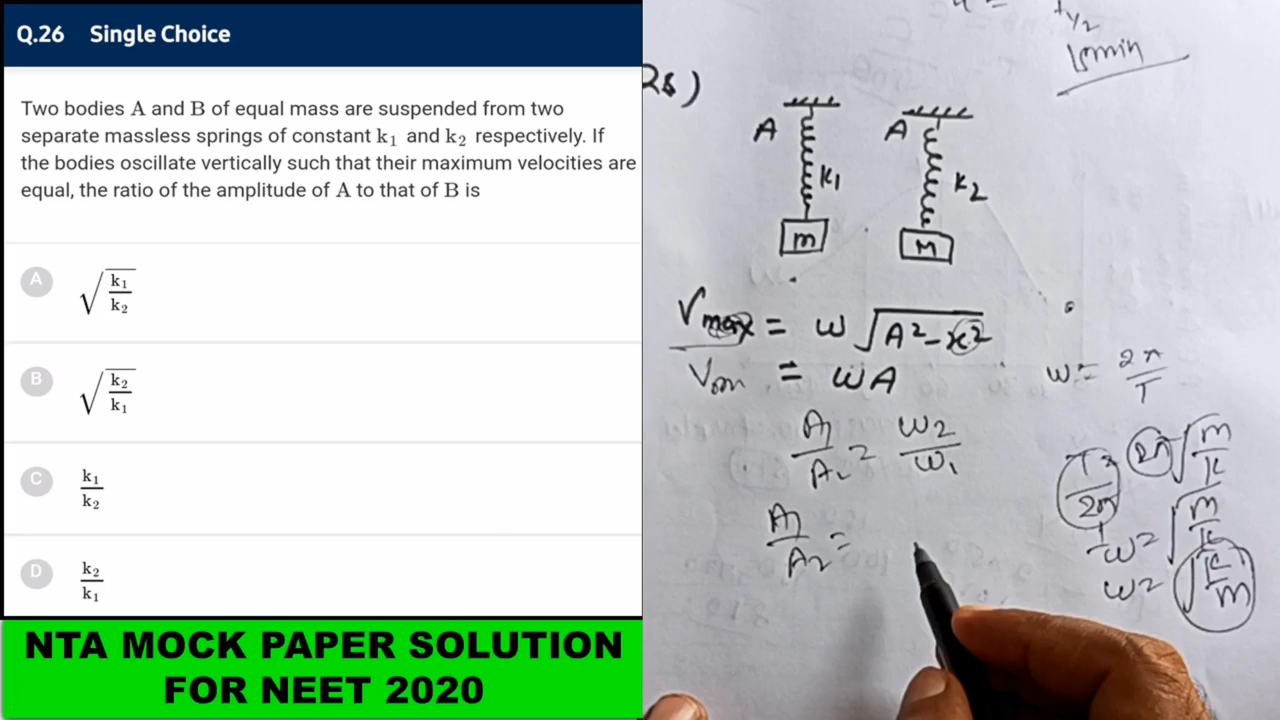 Q.26 Single Choice
Two bodies A and B of equal mass are suspended from two
separate massless springs of constant k₁ and k₂ respectively. If
the bodies oscillate vertically such that their maximum velocities are
equal, the ratio of the amplitude of A to that of B is
A √(k₁/k₂)
B √(k₂/k₁)
C k₁/k₂
D k₂/k₁
NTA MOCK PAPER SOLUTION
FOR NEET 2020
15min
A A
k₁ k₂
m M
Vmax = ω√(A²-x²)
= ωA
ω = 2π/T
A₁/A₂ = ω₂/ω₁
A₁/A₂ =
1/ω = √(m/k)
ω = √(k/m)